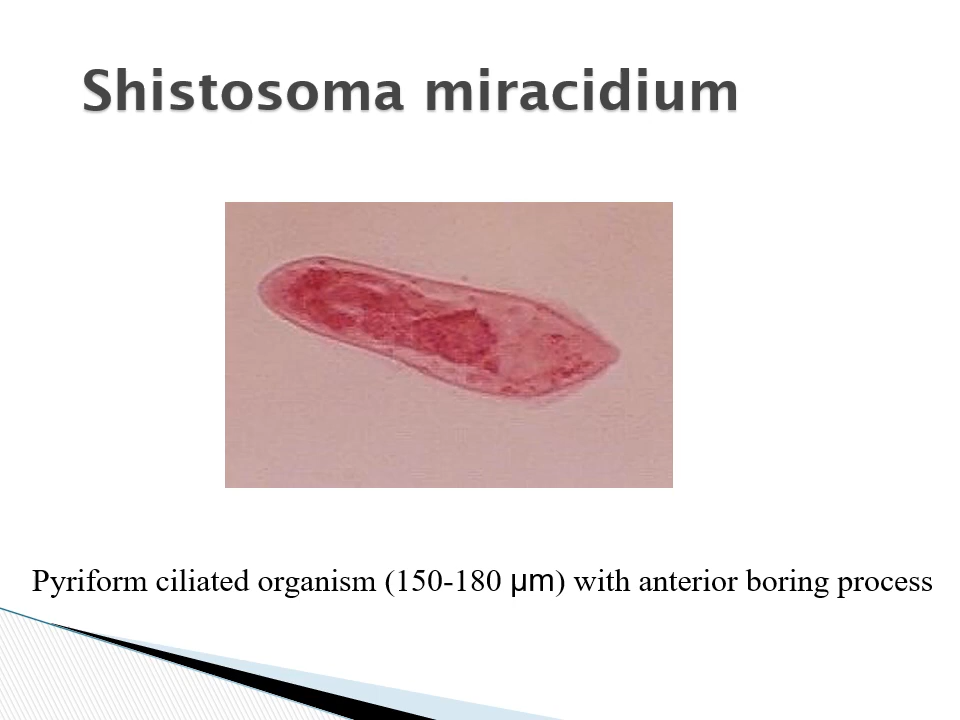 Shistosoma miracidium
Pyriform ciliated organism (150-180 µm) with anterior boring process